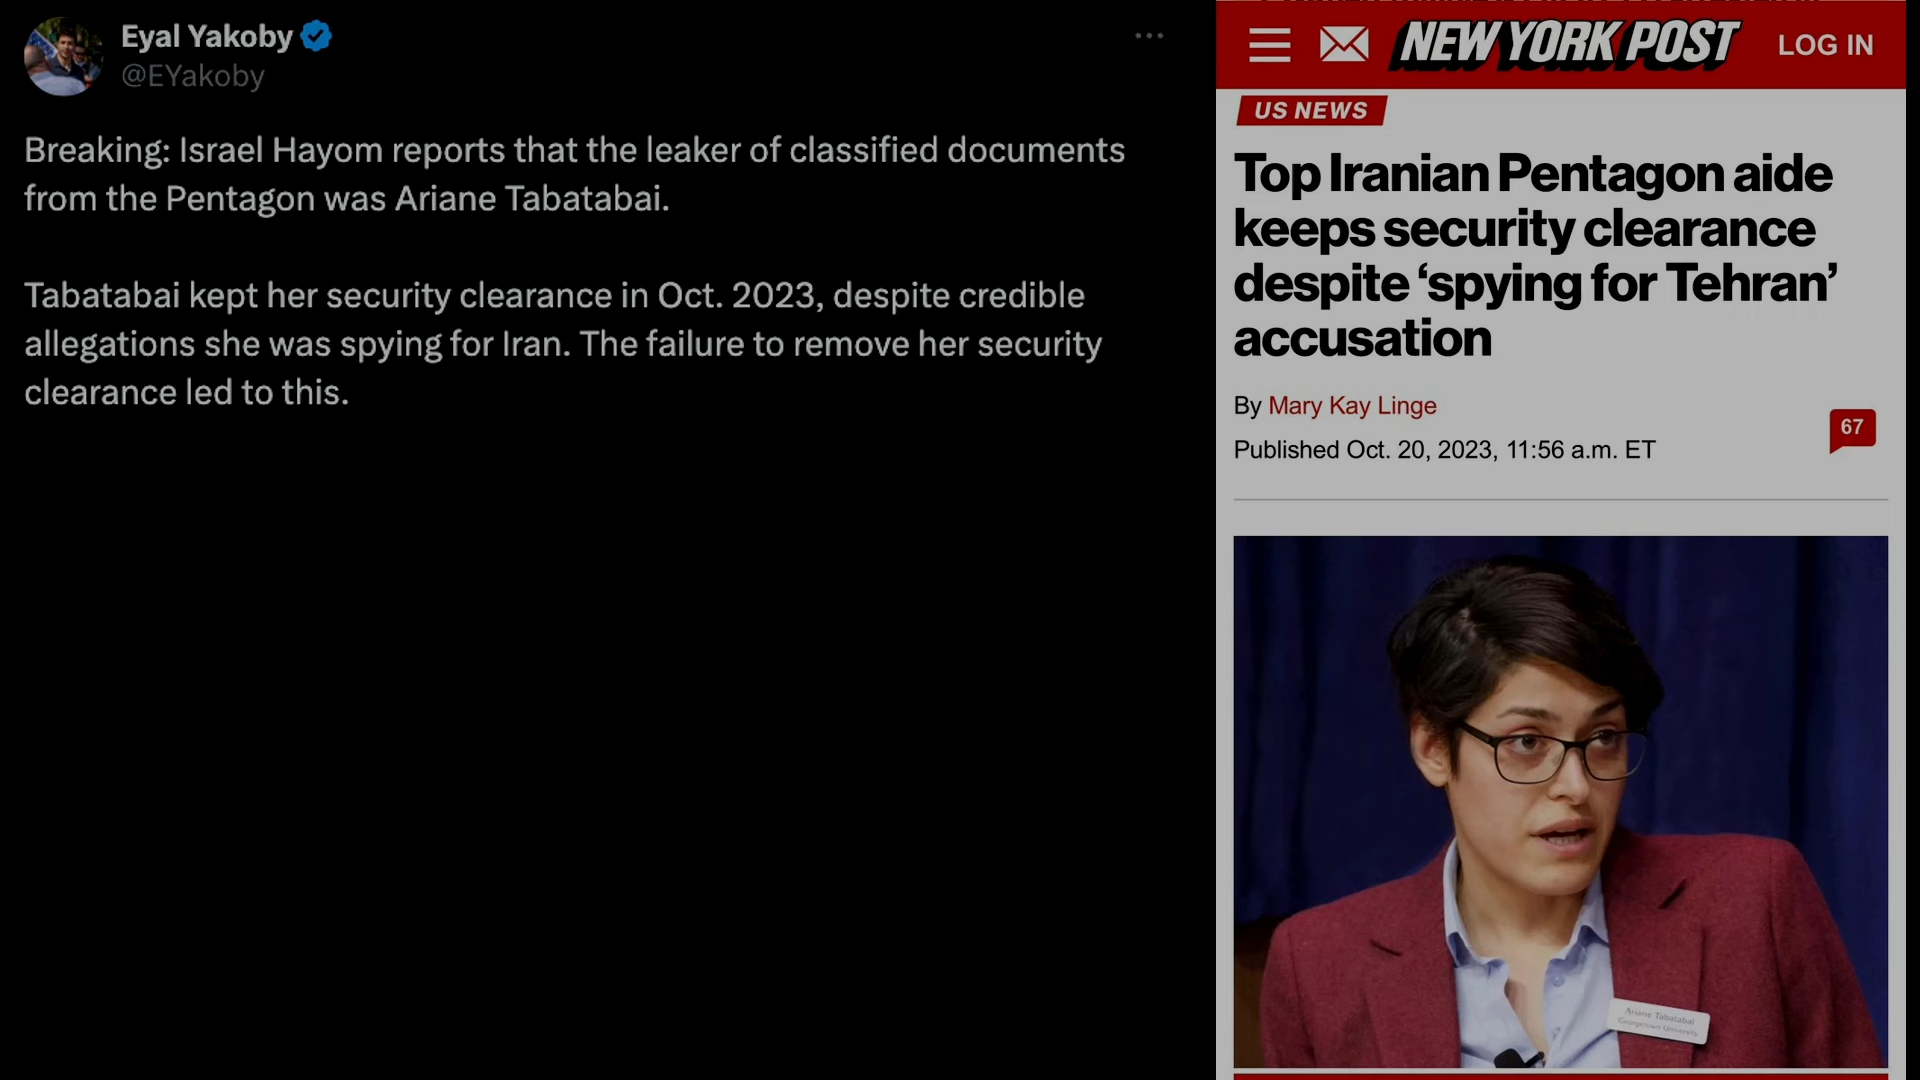 Eyal Yakoby
@EYakoby
Breaking: Israel Hayom reports that the leaker of classified documents
from the Pentagon was Ariane Tabatabai.
Tabatabai kept her security clearance in Oct. 2023, despite credible
allegations she was spying for Iran. The failure to remove her security
clearance led to this.
NEW YORK POST
LOG IN
US NEWS
Top Iranian Pentagon aide
keeps security clearance
despite ‘spying for Tehran’
accusation
By Mary Kay Linge
67
Published Oct. 20, 2023, 11:56 a.m. ET
Ariane Tabatabai
Georgetown University